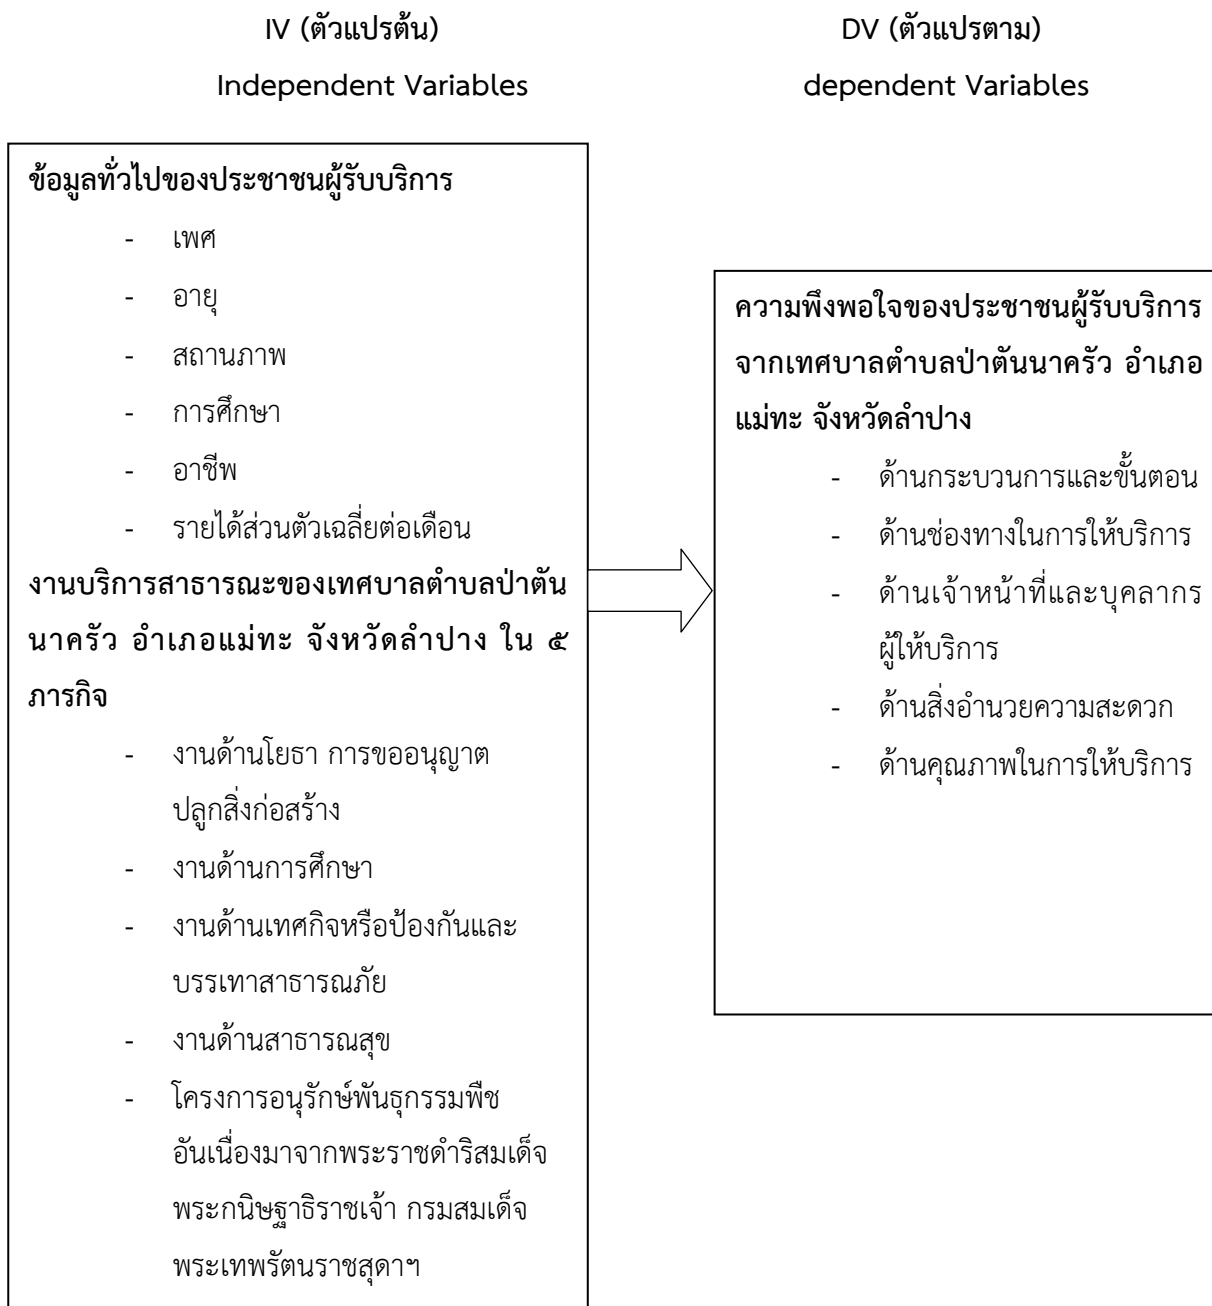 IV (ตัวแปรต้น)
Independent Variables
DV (ตัวแปรตาม)
dependent Variables
ข้อมูลทั่วไปของประชาชนผู้รับบริการ
- เพศ
- อายุ
- สถานภาพ
- การศึกษา
- อาชีพ
- รายได้ส่วนตัวเฉลี่ยต่อเดือน
งานบริการสาธารณะของเทศบาลตำบลป่าตัน
นาครัว อำเภอแม่ทะ จังหวัดลำปาง ใน ๕
ภารกิจ
- งานด้านโยธา การขออนุญาต
ปลูกสิ่งก่อสร้าง
- งานด้านการศึกษา
- งานด้านเทศกิจหรือป้องกันและ
บรรเทาสาธารณภัย
- งานด้านสาธารณสุข
- โครงการอนุรักษ์พันธุกรรมพืช
อันเนื่องมาจากพระราชดำริสมเด็จ
พระกนิษฐาธิราชเจ้า กรมสมเด็จ
พระเทพรัตนราชสุดาฯ
ความพึงพอใจของประชาชนผู้รับบริการ
จากเทศบาลตำบลป่าตันนาครัว อำเภอ
แม่ทะ จังหวัดลำปาง
- ด้านกระบวนการและขั้นตอน
- ด้านช่องทางในการให้บริการ
- ด้านเจ้าหน้าที่และบุคลากร
ผู้ให้บริการ
- ด้านสิ่งอำนวยความสะดวก
- ด้านคุณภาพในการให้บริการ